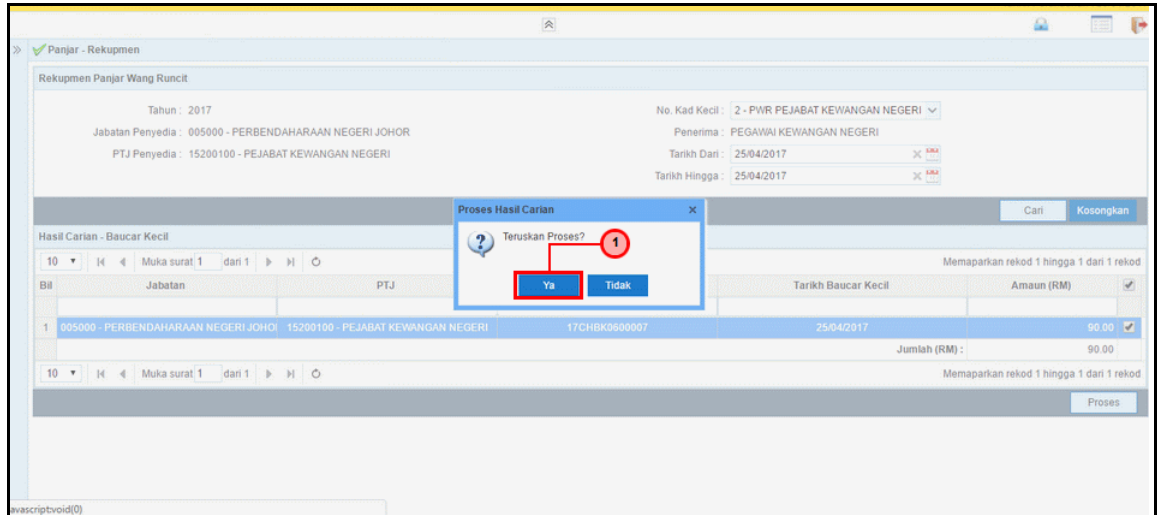 Panjar - Rekupmen
Rekupmen Panjar Wang Runcit
Tahun : 2017
No. Kad Kecil : 2 - PWR PEJABAT KEWANGAN NEGERI
Jabatan Penyedia : 005000 - PERBENDAHARAAN NEGERI JOHOR
Penerima : PEGAWAI KEWANGAN NEGERI
PTJ Penyedia : 15200100 - PEJABAT KEWANGAN NEGERI
Tarikh Dari : 25/04/2017
Tarikh Hingga : 25/04/2017
Cari Kosongkan
Proses Hasil Carian
Teruskan Proses?
1
Ya Tidak
Hasil Carian - Baucar Kecil
10 Muka surat 1 dari 1 Memaparkan rekod 1 hingga 1 dari 1 rekod
Bil Jabatan PTJ Tarikh Baucar Kecil Amaun (RM)
1 005000 - PERBENDAHARAAN NEGERI JOHO 15200100 - PEJABAT KEWANGAN NEGERI 17CHBK0600007 25/04/2017 90.00
Jumlah (RM) : 90.00
10 Muka surat 1 dari 1 Memaparkan rekod 1 hingga 1 dari 1 rekod
Proses
avascript:void(0)